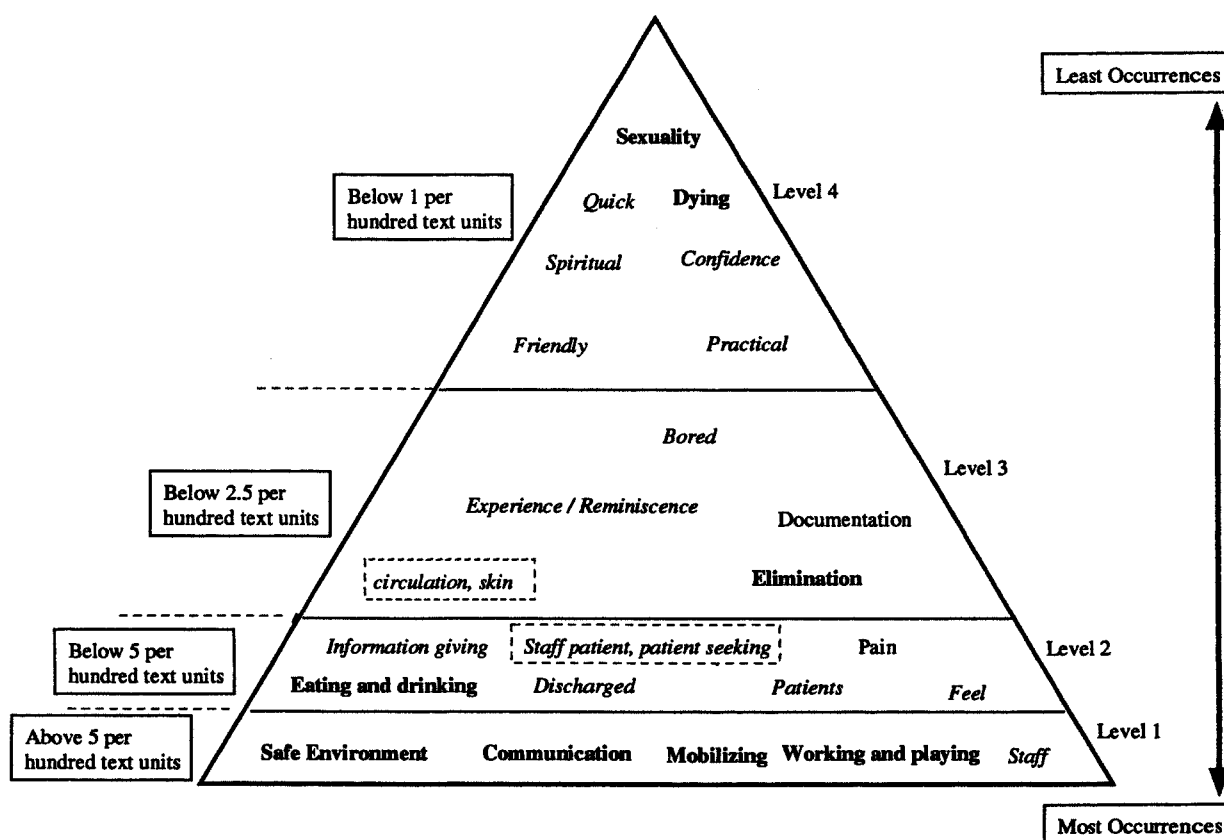 Least Occurrences
Sexuality
Below 1 per
hundred text units
Quick Dying
Level 4
Spiritual Confidence
Friendly Practical
Bored
Level 3
Below 2.5 per
hundred text units
Experience / Reminiscence
Documentation
circulation, skin
Elimination
Below 5 per
hundred text units
Information giving Staff patient, patient seeking Pain
Level 2
Eating and drinking Discharged Patients Feel
Above 5 per
hundred text units
Level 1
Safe Environment Communication Mobilizing Working and playing Staff
Most Occurrences